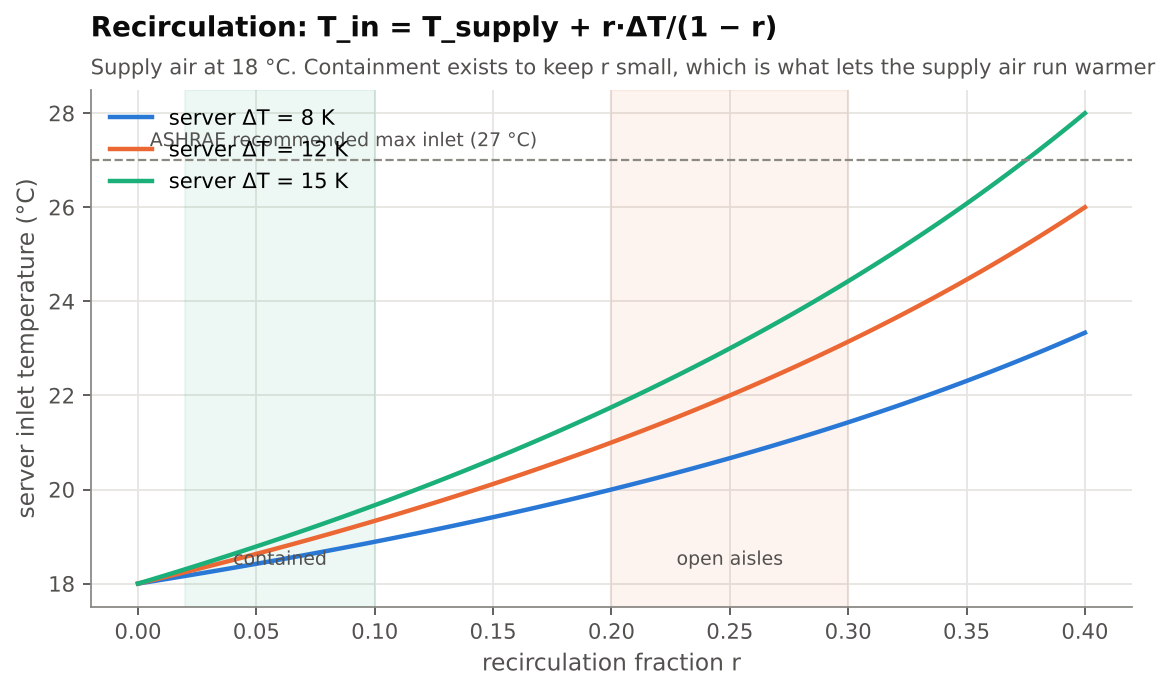 Recirculation: T_in = T_supply + r·ΔT/(1 − r)
Supply air at 18 °C. Containment exists to keep r small, which is what lets the supply air run warmer
server ΔT = 8 K
ASHRAE recommended max inlet (27 °C)
server ΔT = 12 K
server ΔT = 15 K
server inlet temperature (°C)
28
26
24
22
20
18
contained
open aisles
0.00 0.05 0.10 0.15 0.20 0.25 0.30 0.35 0.40
recirculation fraction r